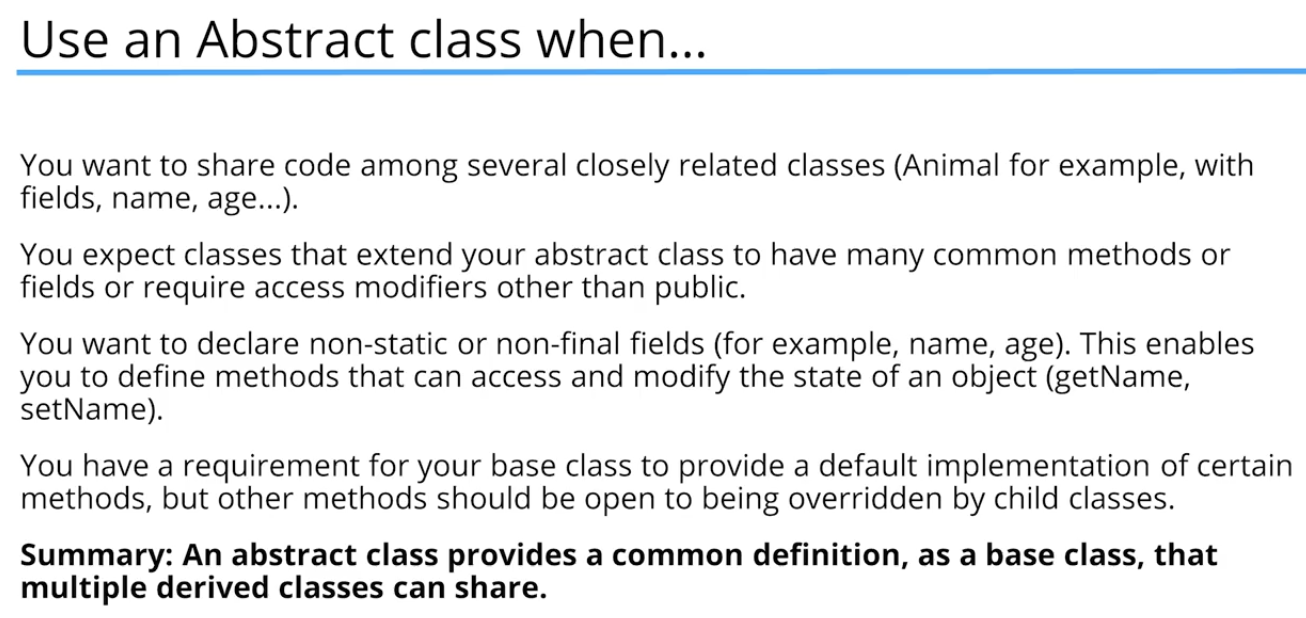 Use an Abstract class when...
You want to share code among several closely related classes (Animal for example, with
fields, name, age...).
You expect classes that extend your abstract class to have many common methods or
fields or require access modifiers other than public.
You want to declare non-static or non-final fields (for example, name, age). This enables
you to define methods that can access and modify the state of an object (getName,
setName).
You have a requirement for your base class to provide a default implementation of certain
methods, but other methods should be open to being overridden by child classes.
Summary: An abstract class provides a common definition, as a base class, that
multiple derived classes can share.